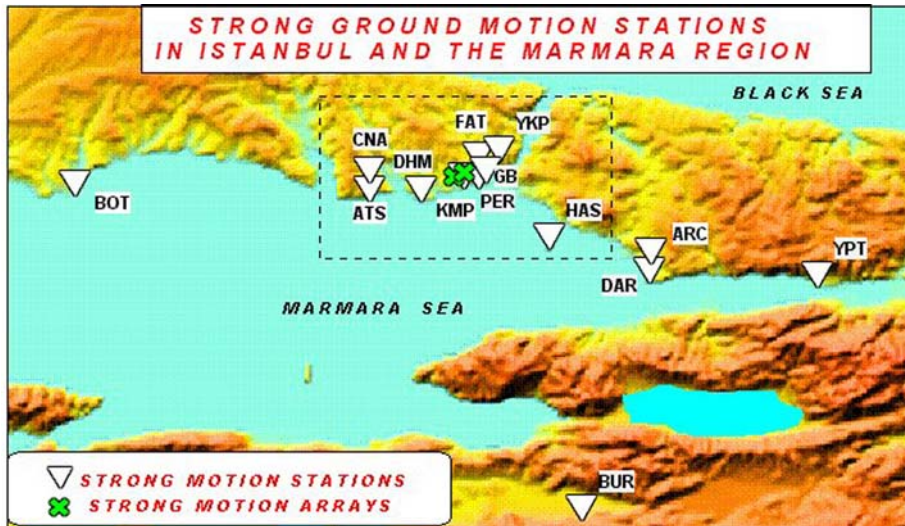 STRONG GROUND MOTION STATIONS
IN ISTANBUL AND THE MARMARA REGION
BLACK SEA
FAT
YKP
CNA
DHM
GB
BOT
ATS
KMP
PER
HAS
ARC
YPT
DAR
MARMARA SEA
STRONG MOTION STATIONS
STRONG MOTION ARRAYS
BUR